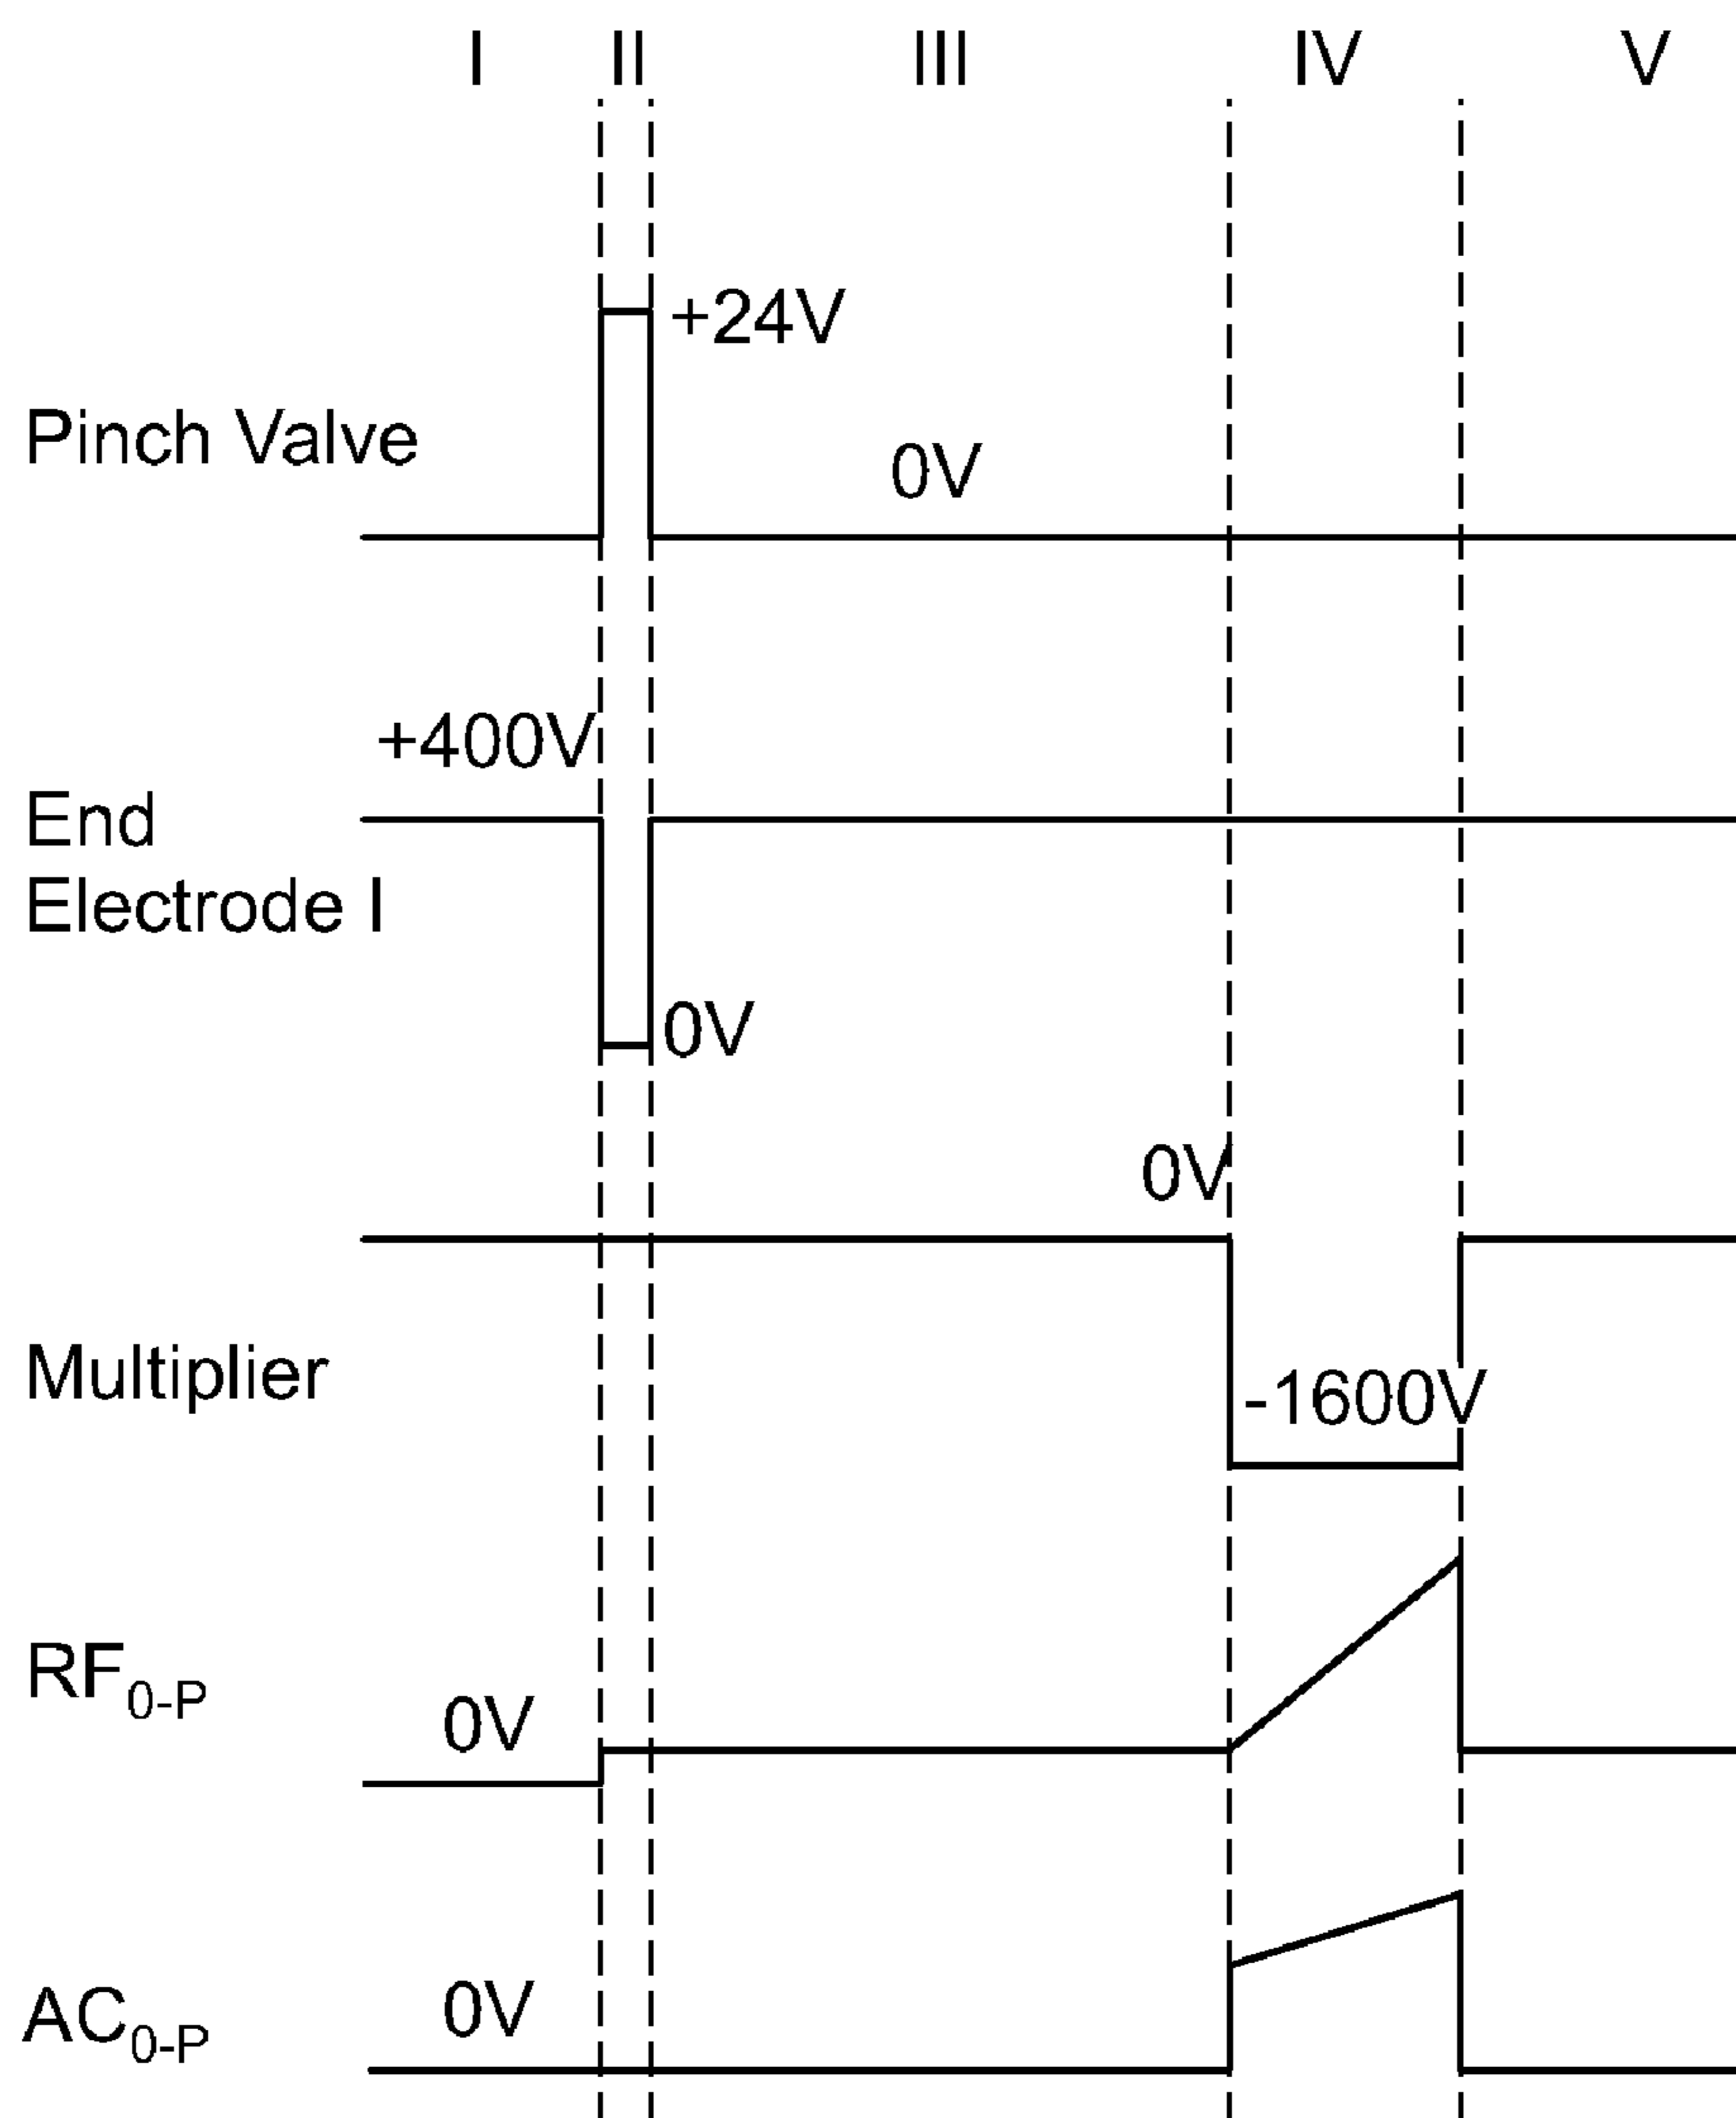 I II III IV V
+24V
Pinch Valve
0V
+400V
End
Electrode I
0V
0V
Multiplier
-1600V
RF0-P
0V
AC0-P
0V